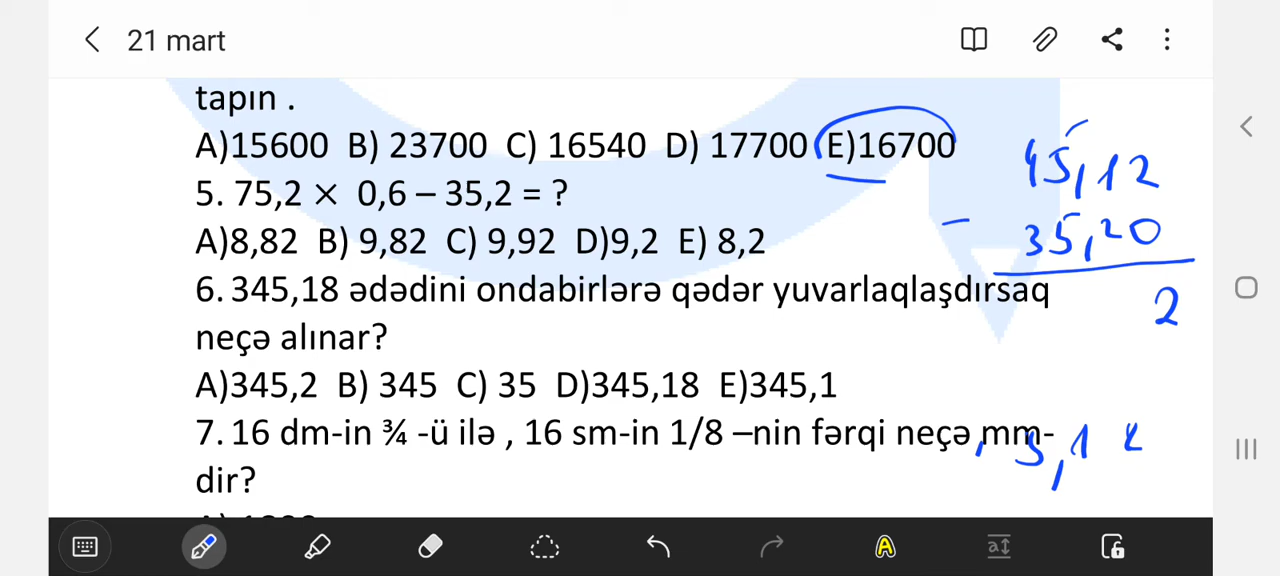 21 mart
tapın .
A)15600 B) 23700 C) 16540 D) 17700 E)16700
5. 75,2 × 0,6 – 35,2 = ?
45,12
– 35,20
2
A)8,82 B) 9,82 C) 9,92 D)9,2 E) 8,2
6. 345,18 ədədini ondabirlərə qədər yuvarlaqlaşdırsaq
neçə alınar?
A)345,2 B) 345 C) 35 D)345,18 E)345,1
7. 16 dm-in ¾ -ü ilə , 16 sm-in 1/8 –nin fərqi neçə mm-
dir?